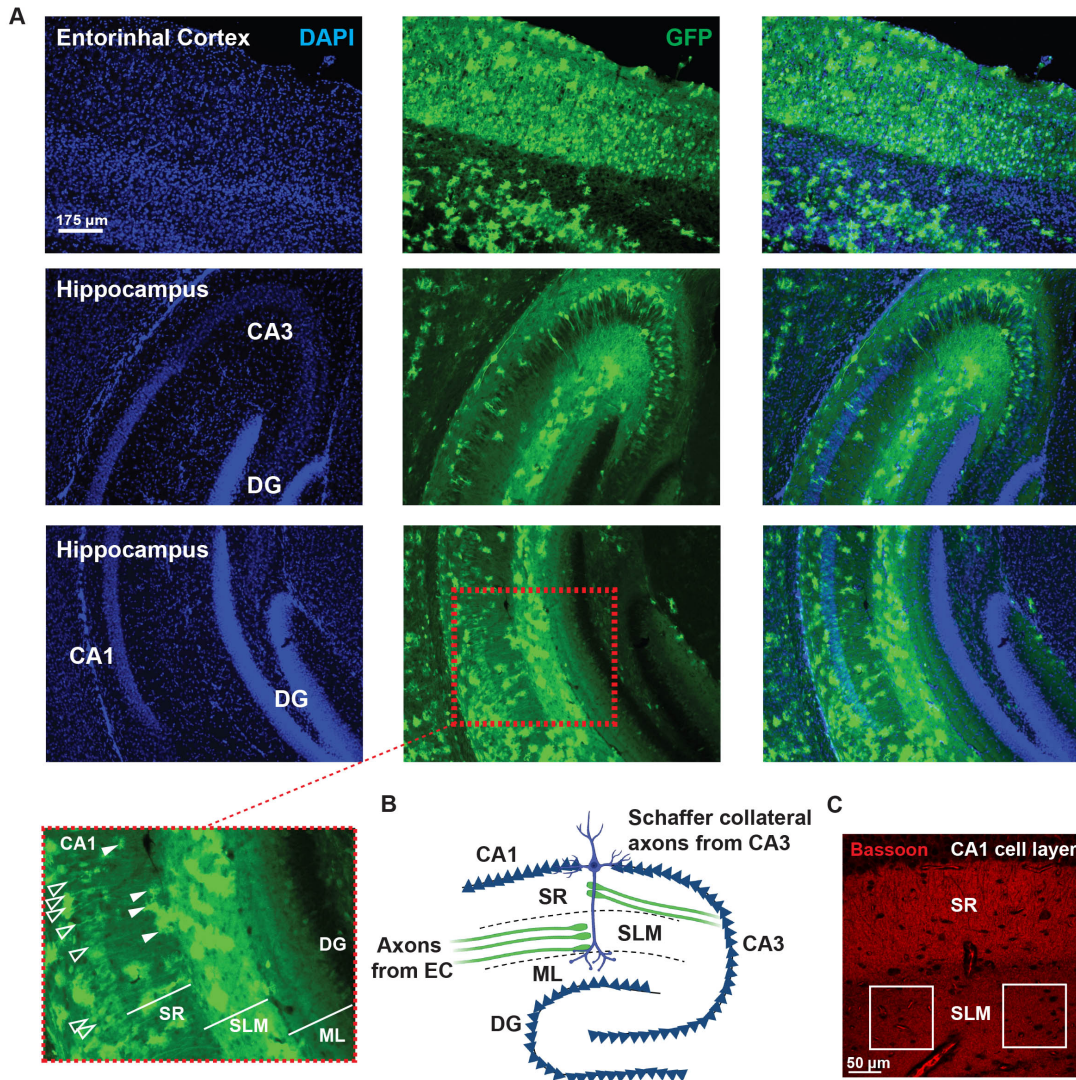 A
Entorinhal Cortex
DAPI
GFP
175 µm
Hippocampus
CA3
DG
Hippocampus
CA1
DG
CA1
DG
SR
SLM
ML
B
Schaffer collateral
axons from CA3
CA1
SR
SLM
CA3
Axons
from EC
ML
DG
C
Bassoon
CA1 cell layer
SR
SLM
50 µm